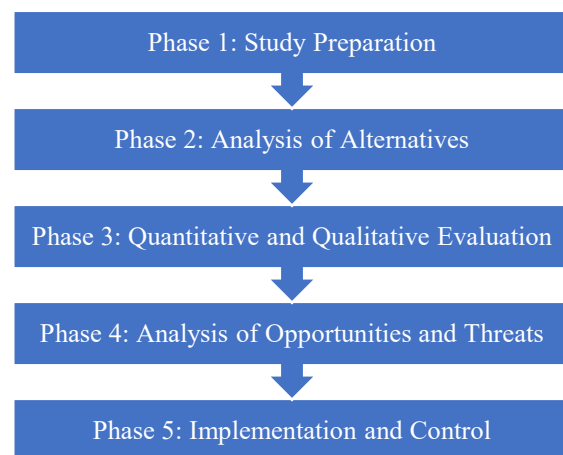 Phase 1: Study Preparation
Phase 2: Analysis of Alternatives
Phase 3: Quantitative and Qualitative Evaluation
Phase 4: Analysis of Opportunities and Threats
Phase 5: Implementation and Control